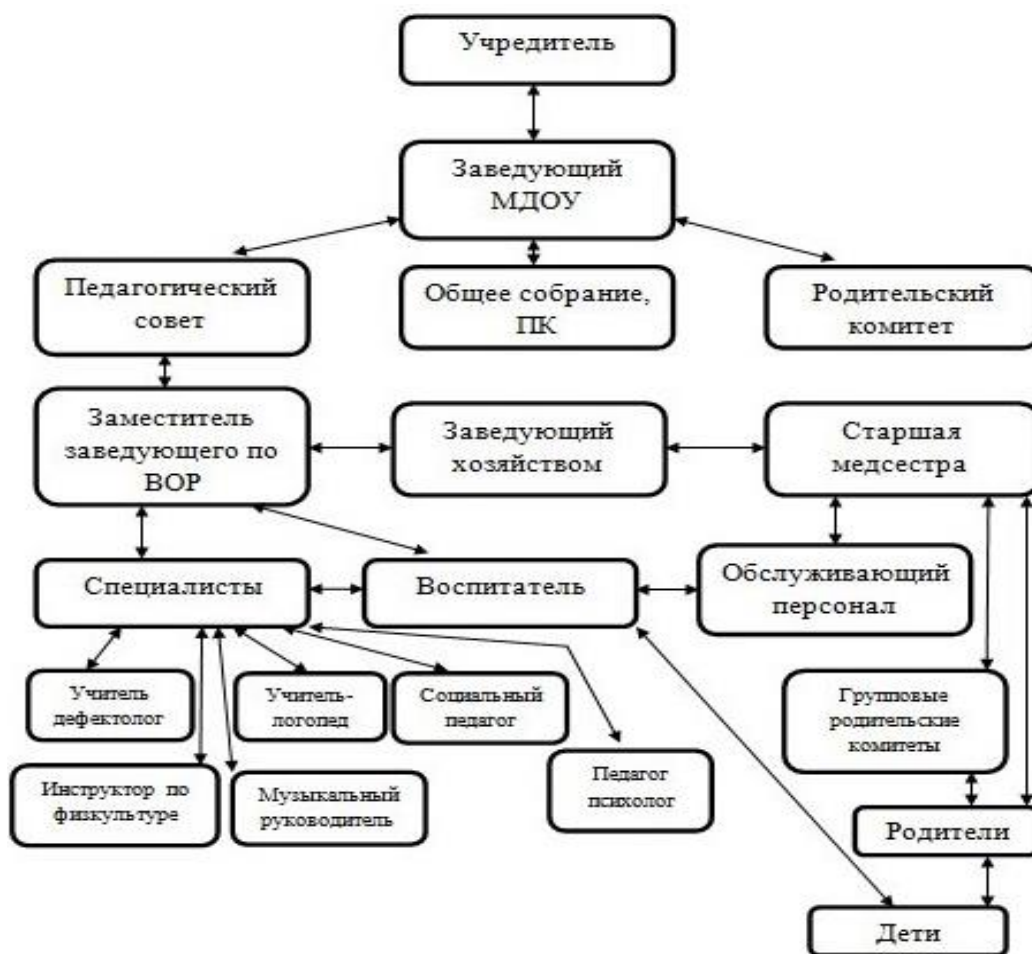 Учредитель
Заведующий
МДОУ
Педагогический
совет
Общее собрание,
ПК
Родительский
комитет
Заместитель
заведующего по
ВОР
Заведующий
хозяйством
Старшая
медсестра
Специалисты
Воспитатель
Обслуживающий
персонал
Учитель
дефектолог
Учитель-
логопед
Социальный
педагог
Групповые
родительские
комитеты
Инструктор по
физкультуре
Музыкальный
руководитель
Педагог
психолог
Родители
Дети